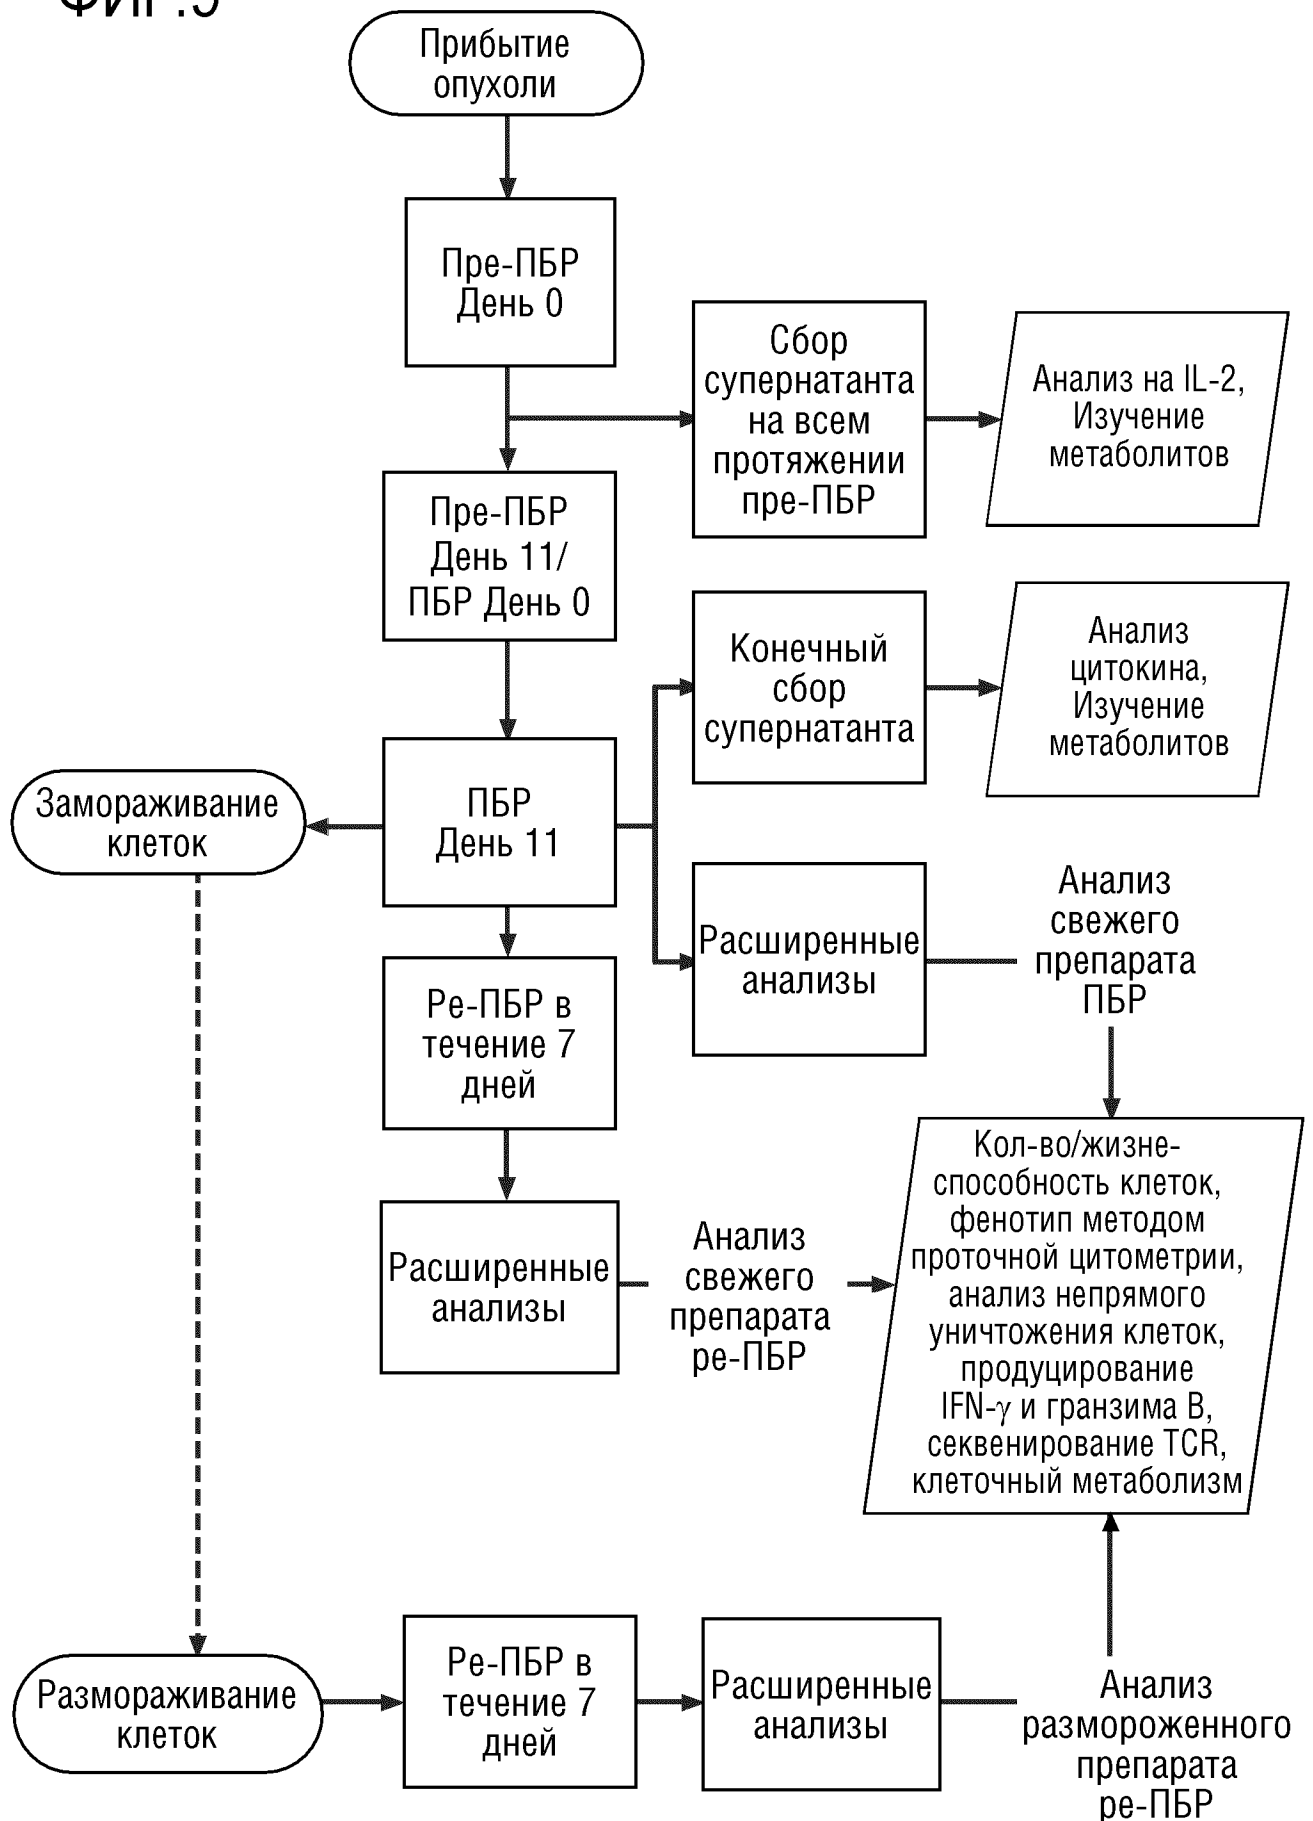 ФИГ.5
Прибытие
опухоли
Пре-ПБР
День 0
Сбор
супернатанта
на всем
протяжении
пре-ПБР
Анализ на IL-2,
Изучение
метаболитов
Пре-ПБР
День 11/
ПБР День 0
Конечный
сбор
супернатанта
Анализ
цитокина,
Изучение
метаболитов
Замораживание
клеток
ПБР
День 11
Расширенные
анализы
Анализ
свежего
препарата
ПБР
Ре-ПБР в
течение 7
дней
Расширенные
анализы
Анализ
свежего
препарата
ре-ПБР
Кол-во/жизне-
способность клеток,
фенотип методом
проточной цитометрии,
анализ непрямого
уничтожения клеток,
продуцирование
IFN-γ и гранзима B,
секвенирование TCR,
клеточный метаболизм
Размораживание
клеток
Ре-ПБР в
течение 7
дней
Расширенные
анализы
Анализ
размороженного
препарата
ре-ПБР